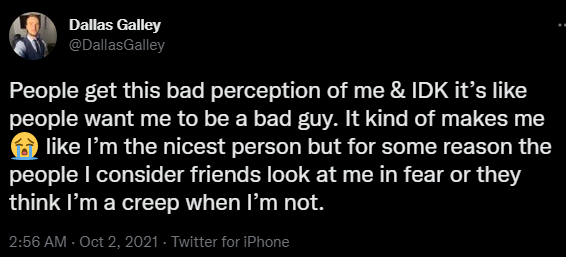 Dallas Galley
@DallasGalley
People get this bad perception of me & IDK it’s like
people want me to be a bad guy. It kind of makes me
😭 like I’m the nicest person but for some reason the
people I consider friends look at me in fear or they
think I’m a creep when I’m not.
2:56 AM · Oct 2, 2021 · Twitter for iPhone